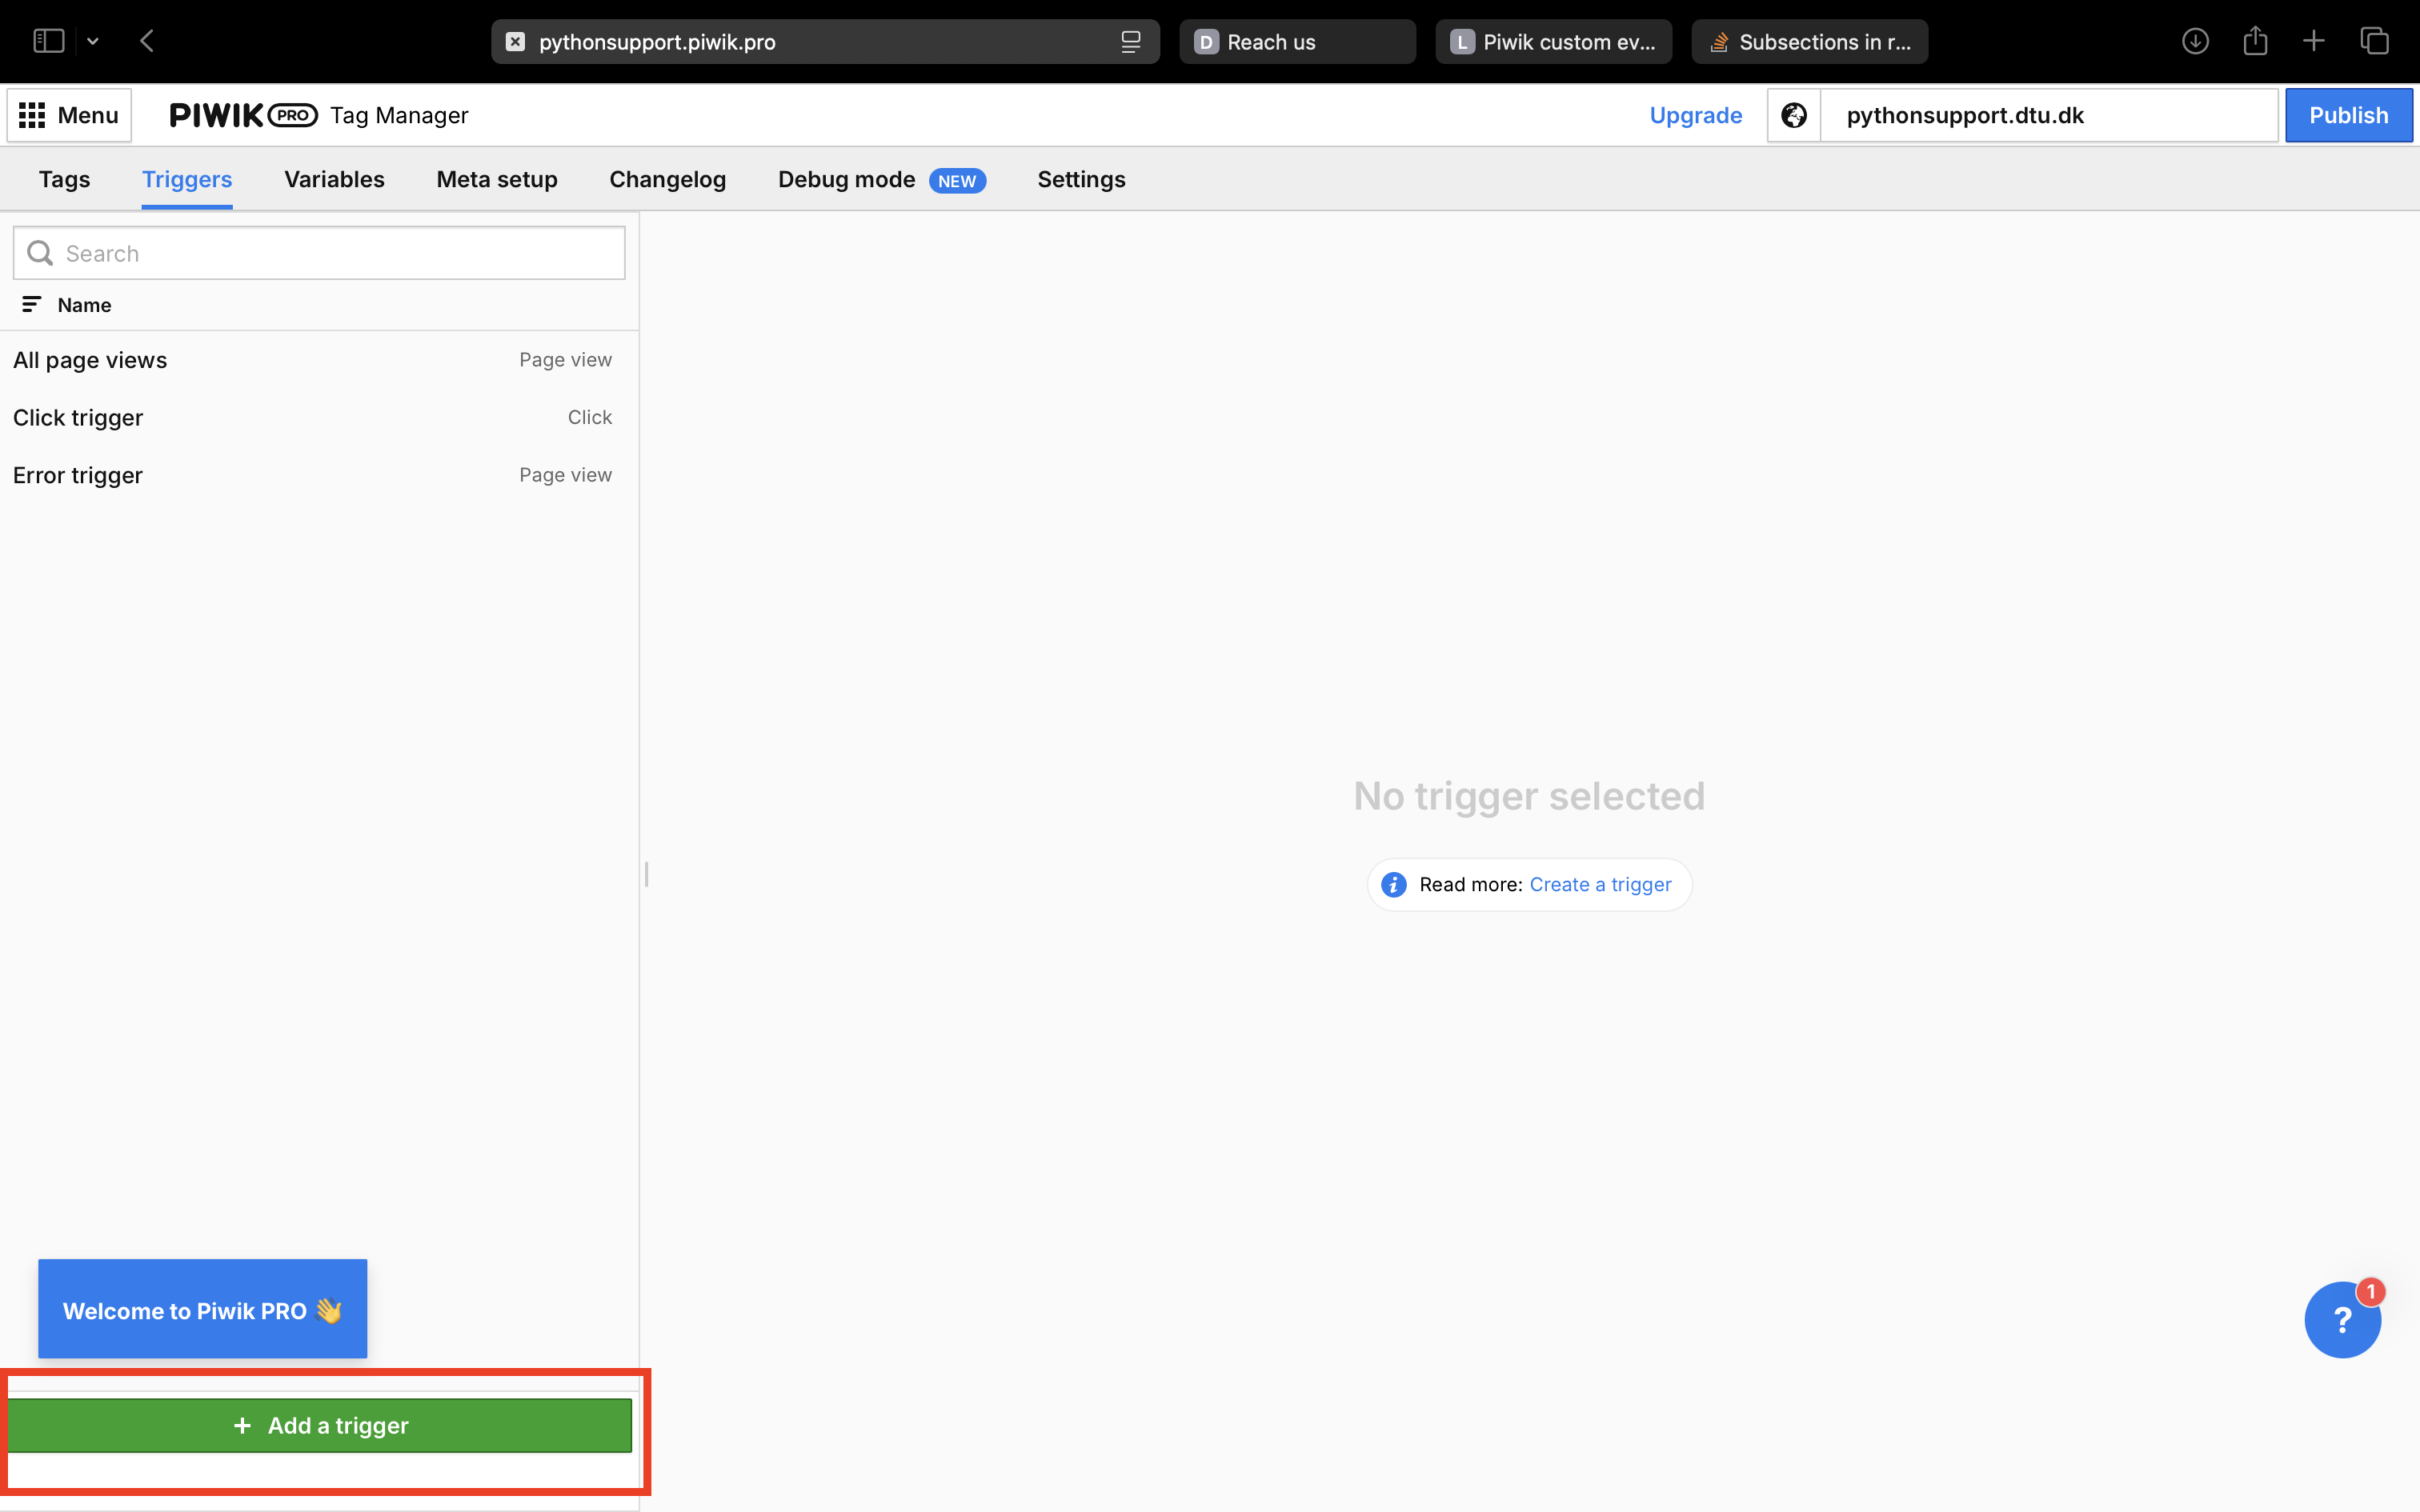 pythonsupport.piwik.pro
D Reach us
L Piwik custom ev...
Subsections in r...
Menu
PIWIK PRO Tag Manager
Upgrade
pythonsupport.dtu.dk
Publish
Tags
Triggers
Variables
Meta setup
Changelog
Debug mode NEW
Settings
Search
Name
All page views Page view
Click trigger Click
Error trigger Page view
No trigger selected
i Read more: Create a trigger
Welcome to Piwik PRO 👋
1
?
+ Add a trigger